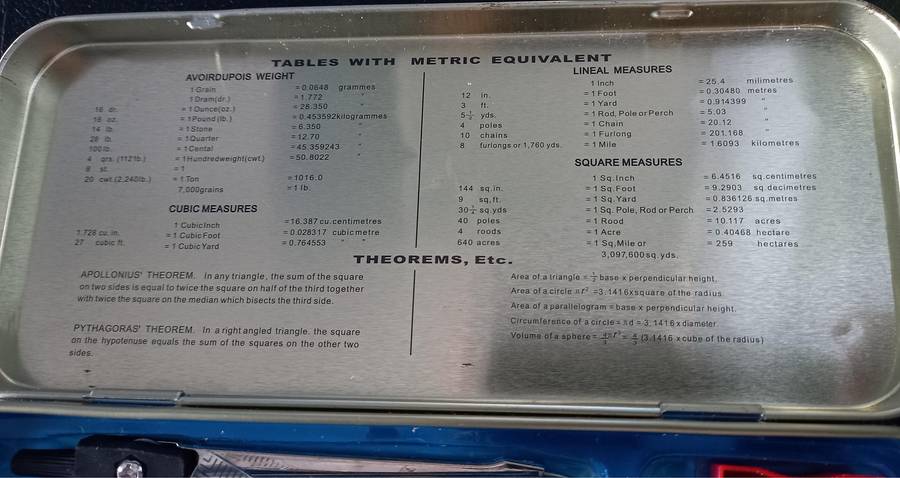 TABLES WITH METRIC EQUIVALENT
AVOIRDUPOIS WEIGHT
1 Grain = 0.0648 grammes
1 Dram(dr.) = 1.772 "
16 dr. = 1 Ounce(oz.) = 28.350 "
16 oz. = 1 Pound (lb.) = 0.453592 kilogrammes
14 lb. = 1 Stone = 6.350 "
28 lb. = 1 Quarter = 12.70 "
100 lb. = 1 Cental = 45.359243 "
4 qrs. (112 lb.) = 1 Hundredweight (cwt.) = 50.8022 "
8 st. = 1
20 cwt. (2,240 lb.) = 1 Ton = 1016.0
7,000 grains = 1 lb.
CUBIC MEASURES
1 Cubic Inch = 16.387 cu. centimetres
1.728 cu. in. = 1 Cubic Foot = 0.028317 cubic metre
27 cubic ft. = 1 Cubic Yard = 0.764553 " "
LINEAL MEASURES
1 Inch = 25.4 milimetres
12 in. = 1 Foot = 0.30480 metres
3 ft. = 1 Yard = 0.914399 "
5½ yds. = 1 Rod, Pole or Perch = 5.03 "
4 poles = 1 Chain = 20.12 "
10 chains = 1 Furlong = 201.168 "
8 furlongs or 1,760 yds. = 1 Mile = 1.6093 kilometres
SQUARE MEASURES
1 Sq. Inch = 6.4516 sq. centimetres
144 sq. in. = 1 Sq. Foot = 9.2903 sq. decimetres
9 sq, ft. = 1 Sq. Yard = 0.836126 sq. metres
30¼ sq. yds = 1 Sq. Pole, Rod or Perch = 2.5293
40 poles = 1 Rood = 10.117 acres
4 roods = 1 Acre = 0.40468 hectare
640 acres = 1 Sq, Mile or = 259 hectares
3,097,600 sq. yds.
THEOREMS, Etc.
APOLLONIUS' THEOREM. In any triangle, the sum of the square
on two sides is equal to twice the square on half of the third together
with twice the square on the median which bisects the third side.
PYTHAGORAS' THEOREM. In a right angled triangle, the square
on the hypotenuse equals the sum of the squares on the other two
sides.
Area of a triangle = ½ base x perpendicular height.
Area of a circle πr² = 3.1416 x square of the radius
Area of a parallelogram = base x perpendicular height.
Circumference of a circle = πd = 3.1416 x diameter
Volume of a sphere = 4πr³/3 = 4/3 (3.1416 x cube of the radius)